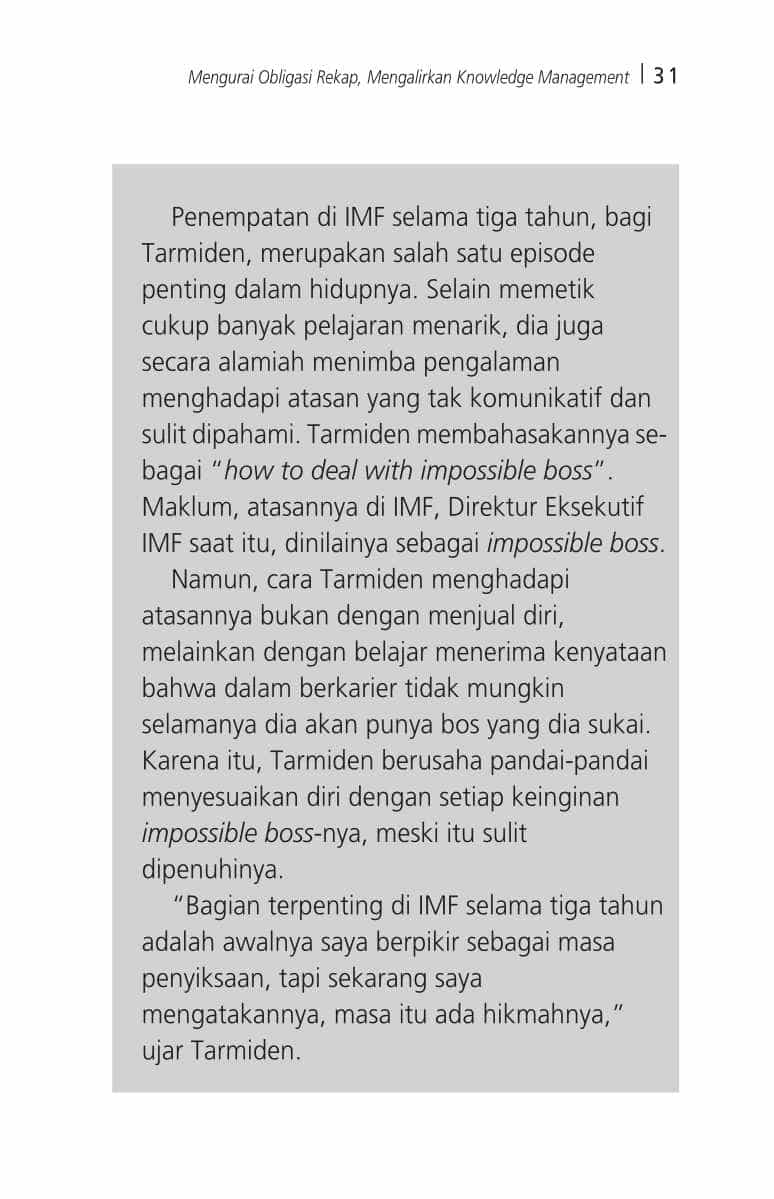 Mengurai Obligasi Rekap, Mengalirkan Knowledge Management | 31
Penempatan di IMF selama tiga tahun, bagi
Tarmiden, merupakan salah satu episode
penting dalam hidupnya. Selain memetik
cukup banyak pelajaran menarik, dia juga
secara alamiah menimba pengalaman
menghadapi atasan yang tak komunikatif dan
sulit dipahami. Tarmiden membahasakannya se-
bagai “how to deal with impossible boss”.
Maklum, atasannya di IMF, Direktur Eksekutif
IMF saat itu, dinilainya sebagai impossible boss.
Namun, cara Tarmiden menghadapi
atasannya bukan dengan menjual diri,
melainkan dengan belajar menerima kenyataan
bahwa dalam berkarier tidak mungkin
selamanya dia akan punya bos yang dia sukai.
Karena itu, Tarmiden berusaha pandai-pandai
menyesuaikan diri dengan setiap keinginan
impossible boss-nya, meski itu sulit
dipenuhinya.
“Bagian terpenting di IMF selama tiga tahun
adalah awalnya saya berpikir sebagai masa
penyiksaan, tapi sekarang saya
mengatakannya, masa itu ada hikmahnya,”
ujar Tarmiden.